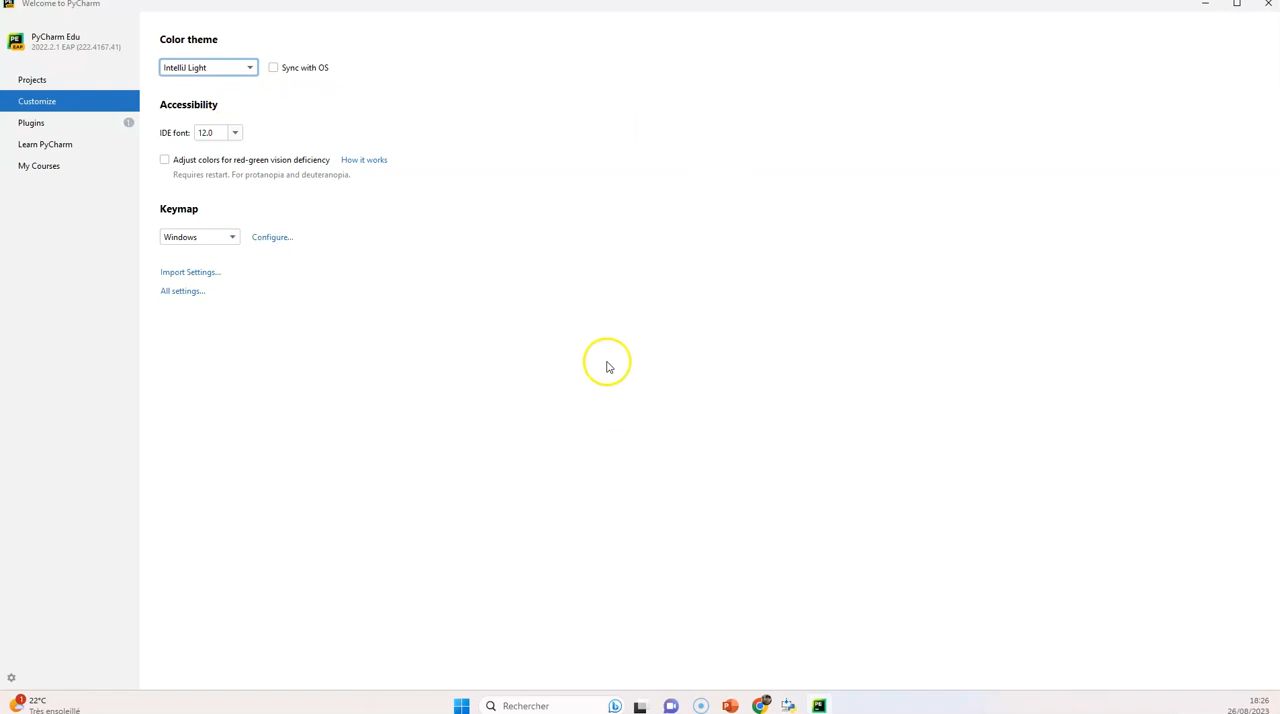 Welcome to PyCharm
PyCharm Edu
2022.2.1 EAP (222.4167.41)
Projects
Customize
Plugins
1
Learn PyCharm
My Courses
Color theme
IntelliJ Light
Sync with OS
Accessibility
IDE font:
12.0
Adjust colors for red-green vision deficiency
How it works
Requires restart. For protanopia and deuteranopia.
Keymap
Windows
Configure...
Import Settings...
All settings...
1
22°C
Très ensoleillé
Rechercher
18:26
26/08/2023